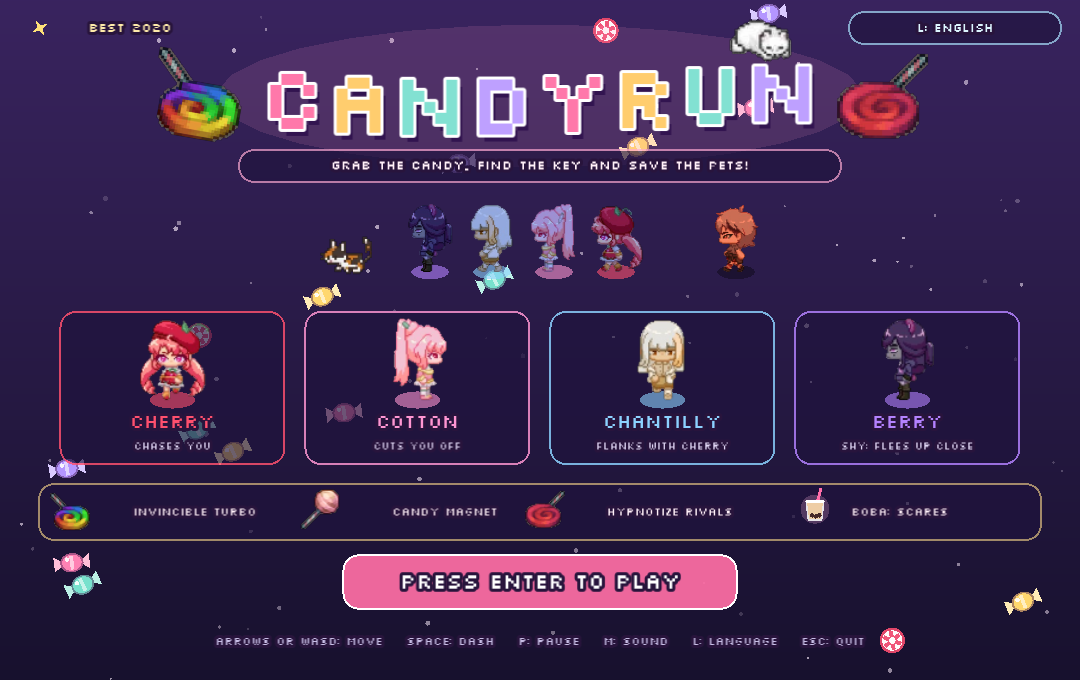 BEST 2020
L: ENGLISH
CANDYRUN
GRAB THE CANDY, FIND THE KEY AND SAVE THE PETS!
CHERRY
CHASES YOU
COTTON
CUTS YOU OFF
CHANTILLY
FLANKS WITH CHERRY
BERRY
SHY: FLEES UP CLOSE
INVINCIBLE TURBO
CANDY MAGNET
HYPNOTIZE RIVALS
BOBA: SCARES
PRESS ENTER TO PLAY
ARROWS OR WASD: MOVE SPACE: DASH P: PAUSE M: SOUND L: LANGUAGE ESC: QUIT